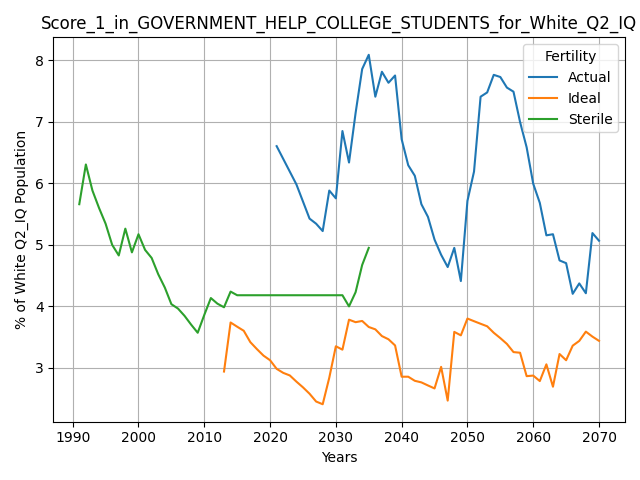 Score_1_in_GOVERNMENT_HELP_COLLEGE_STUDENTS_for_White_Q2_IQ
Fertility
Actual
Ideal
Sterile
% of White Q2_IQ Population
8
7
6
5
4
3
1990 2000 2010 2020 2030 2040 2050 2060 2070
Years